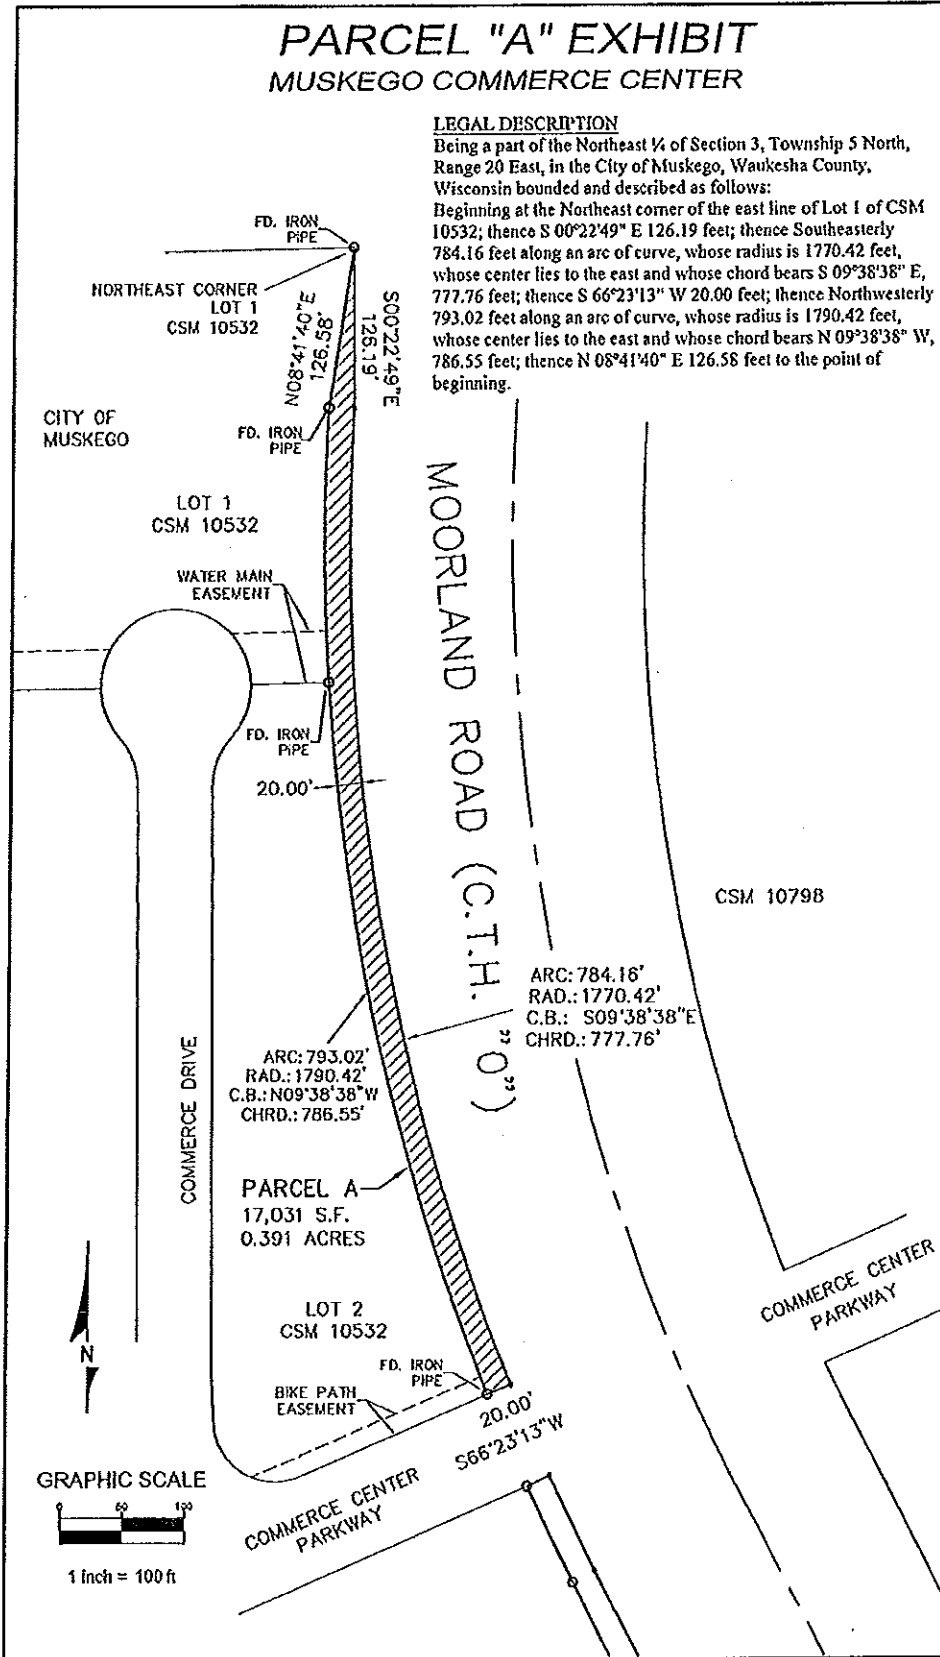 PARCEL "A" EXHIBIT
MUSKEGO COMMERCE CENTER
LEGAL DESCRIPTION
Being a part of the Northeast ¼ of Section 3, Township 5 North,
Range 20 East, in the City of Muskego, Waukesha County,
Wisconsin bounded and described as follows:
Beginning at the Northeast corner of the east line of Lot 1 of CSM
10532; thence S 00°22'49" E 126.19 feet; thence Southeasterly
784.16 feet along an arc of curve, whose radius is 1770.42 feet,
whose center lies to the east and whose chord bears S 09°38'38" E,
777.76 feet; thence S 66°23'13" W 20.00 feet; thence Northwesterly
793.02 feet along an arc of curve, whose radius is 1790.42 feet,
whose center lies to the east and whose chord bears N 09°38'38" W,
786.55 feet; thence N 08°41'40" E 126.58 feet to the point of
beginning.
FD. IRON
PIPE
NORTHEAST CORNER
LOT 1
CSM 10532
N08°41'40"E
126.58'
S00°22'49"E
126.19'
FD. IRON
PIPE
CITY OF
MUSKEGO
LOT 1
CSM 10532
WATER MAIN
EASEMENT
FD. IRON
PIPE
20.00'
MOORLAND ROAD (C.T.H. "O")
CSM 10798
ARC: 784.16'
RAD.: 1770.42'
C.B.: S09°38'38"E
CHRD.: 777.76'
ARC: 793.02'
RAD.: 1790.42'
C.B.: N09°38'38"W
CHRD.: 786.55'
COMMERCE DRIVE
PARCEL A
17,031 S.F.
0.391 ACRES
LOT 2
CSM 10532
FD. IRON
PIPE
BIKE PATH
EASEMENT
20.00'
S66°23'13"W
COMMERCE CENTER
PARKWAY
COMMERCE CENTER
PARKWAY
N
GRAPHIC SCALE
0 50 100
1 inch = 100 ft